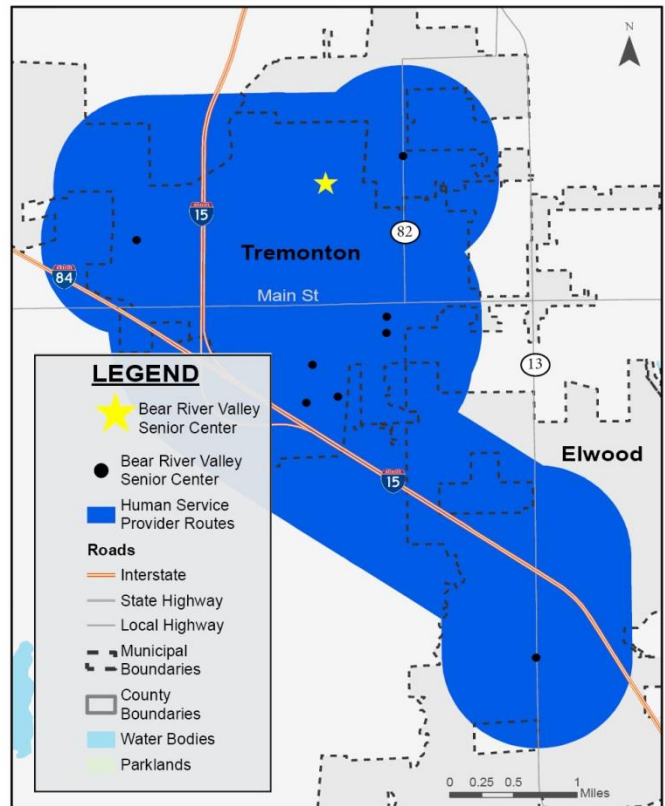 N
15
82
Tremonton
84
Main St
13
LEGEND
Bear River Valley
Senior Center
Bear River Valley
Senior Center
Human Service
Provider Routes
Roads
Interstate
State Highway
Local Highway
Municipal
Boundaries
County
Boundaries
Water Bodies
Parklands
Elwood
15
0 0.25 0.5 1
Miles